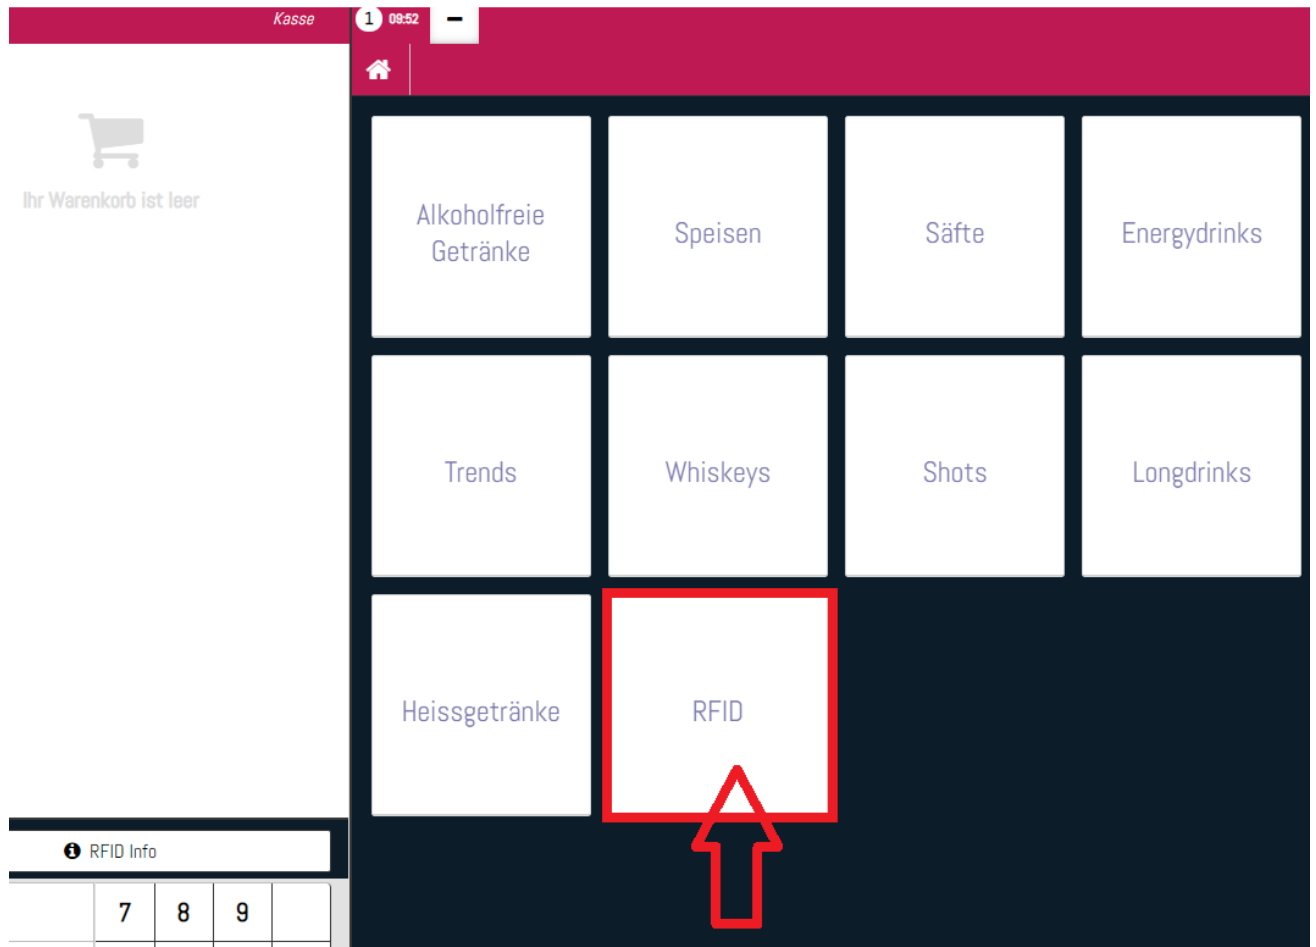 Kasse
1 09:52
Ihr Warenkorb ist leer
Alkoholfreie
Getränke
Speisen
Säfte
Energydrinks
Trends
Whiskeys
Shots
Longdrinks
Heissgetränke
RFID
RFID Info
7 8 9